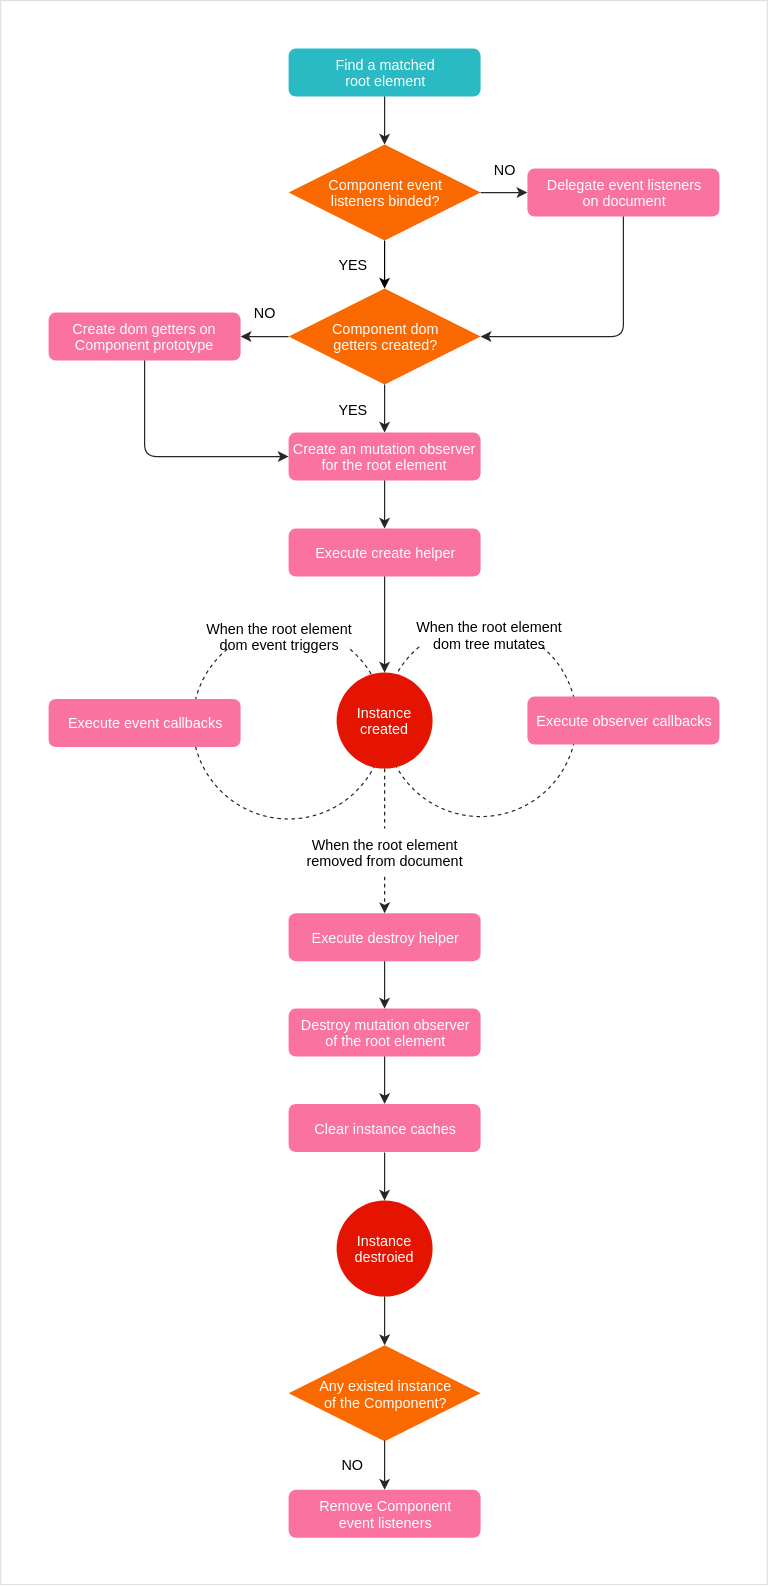 Find a matched
root element
Component event
listeners binded?
NO
Delegate event listeners
on document
YES
Component dom
getters created?
NO
Create dom getters on
Component prototype
YES
Create an mutation observer
for the root element
Execute create helper
When the root element
dom event triggers
When the root element
dom tree mutates
Execute event callbacks
Instance
created
Execute observer callbacks
When the root element
removed from document
Execute destroy helper
Destroy mutation observer
of the root element
Clear instance caches
Instance
destroied
Any existed instance
of the Component?
NO
Remove Component
event listeners